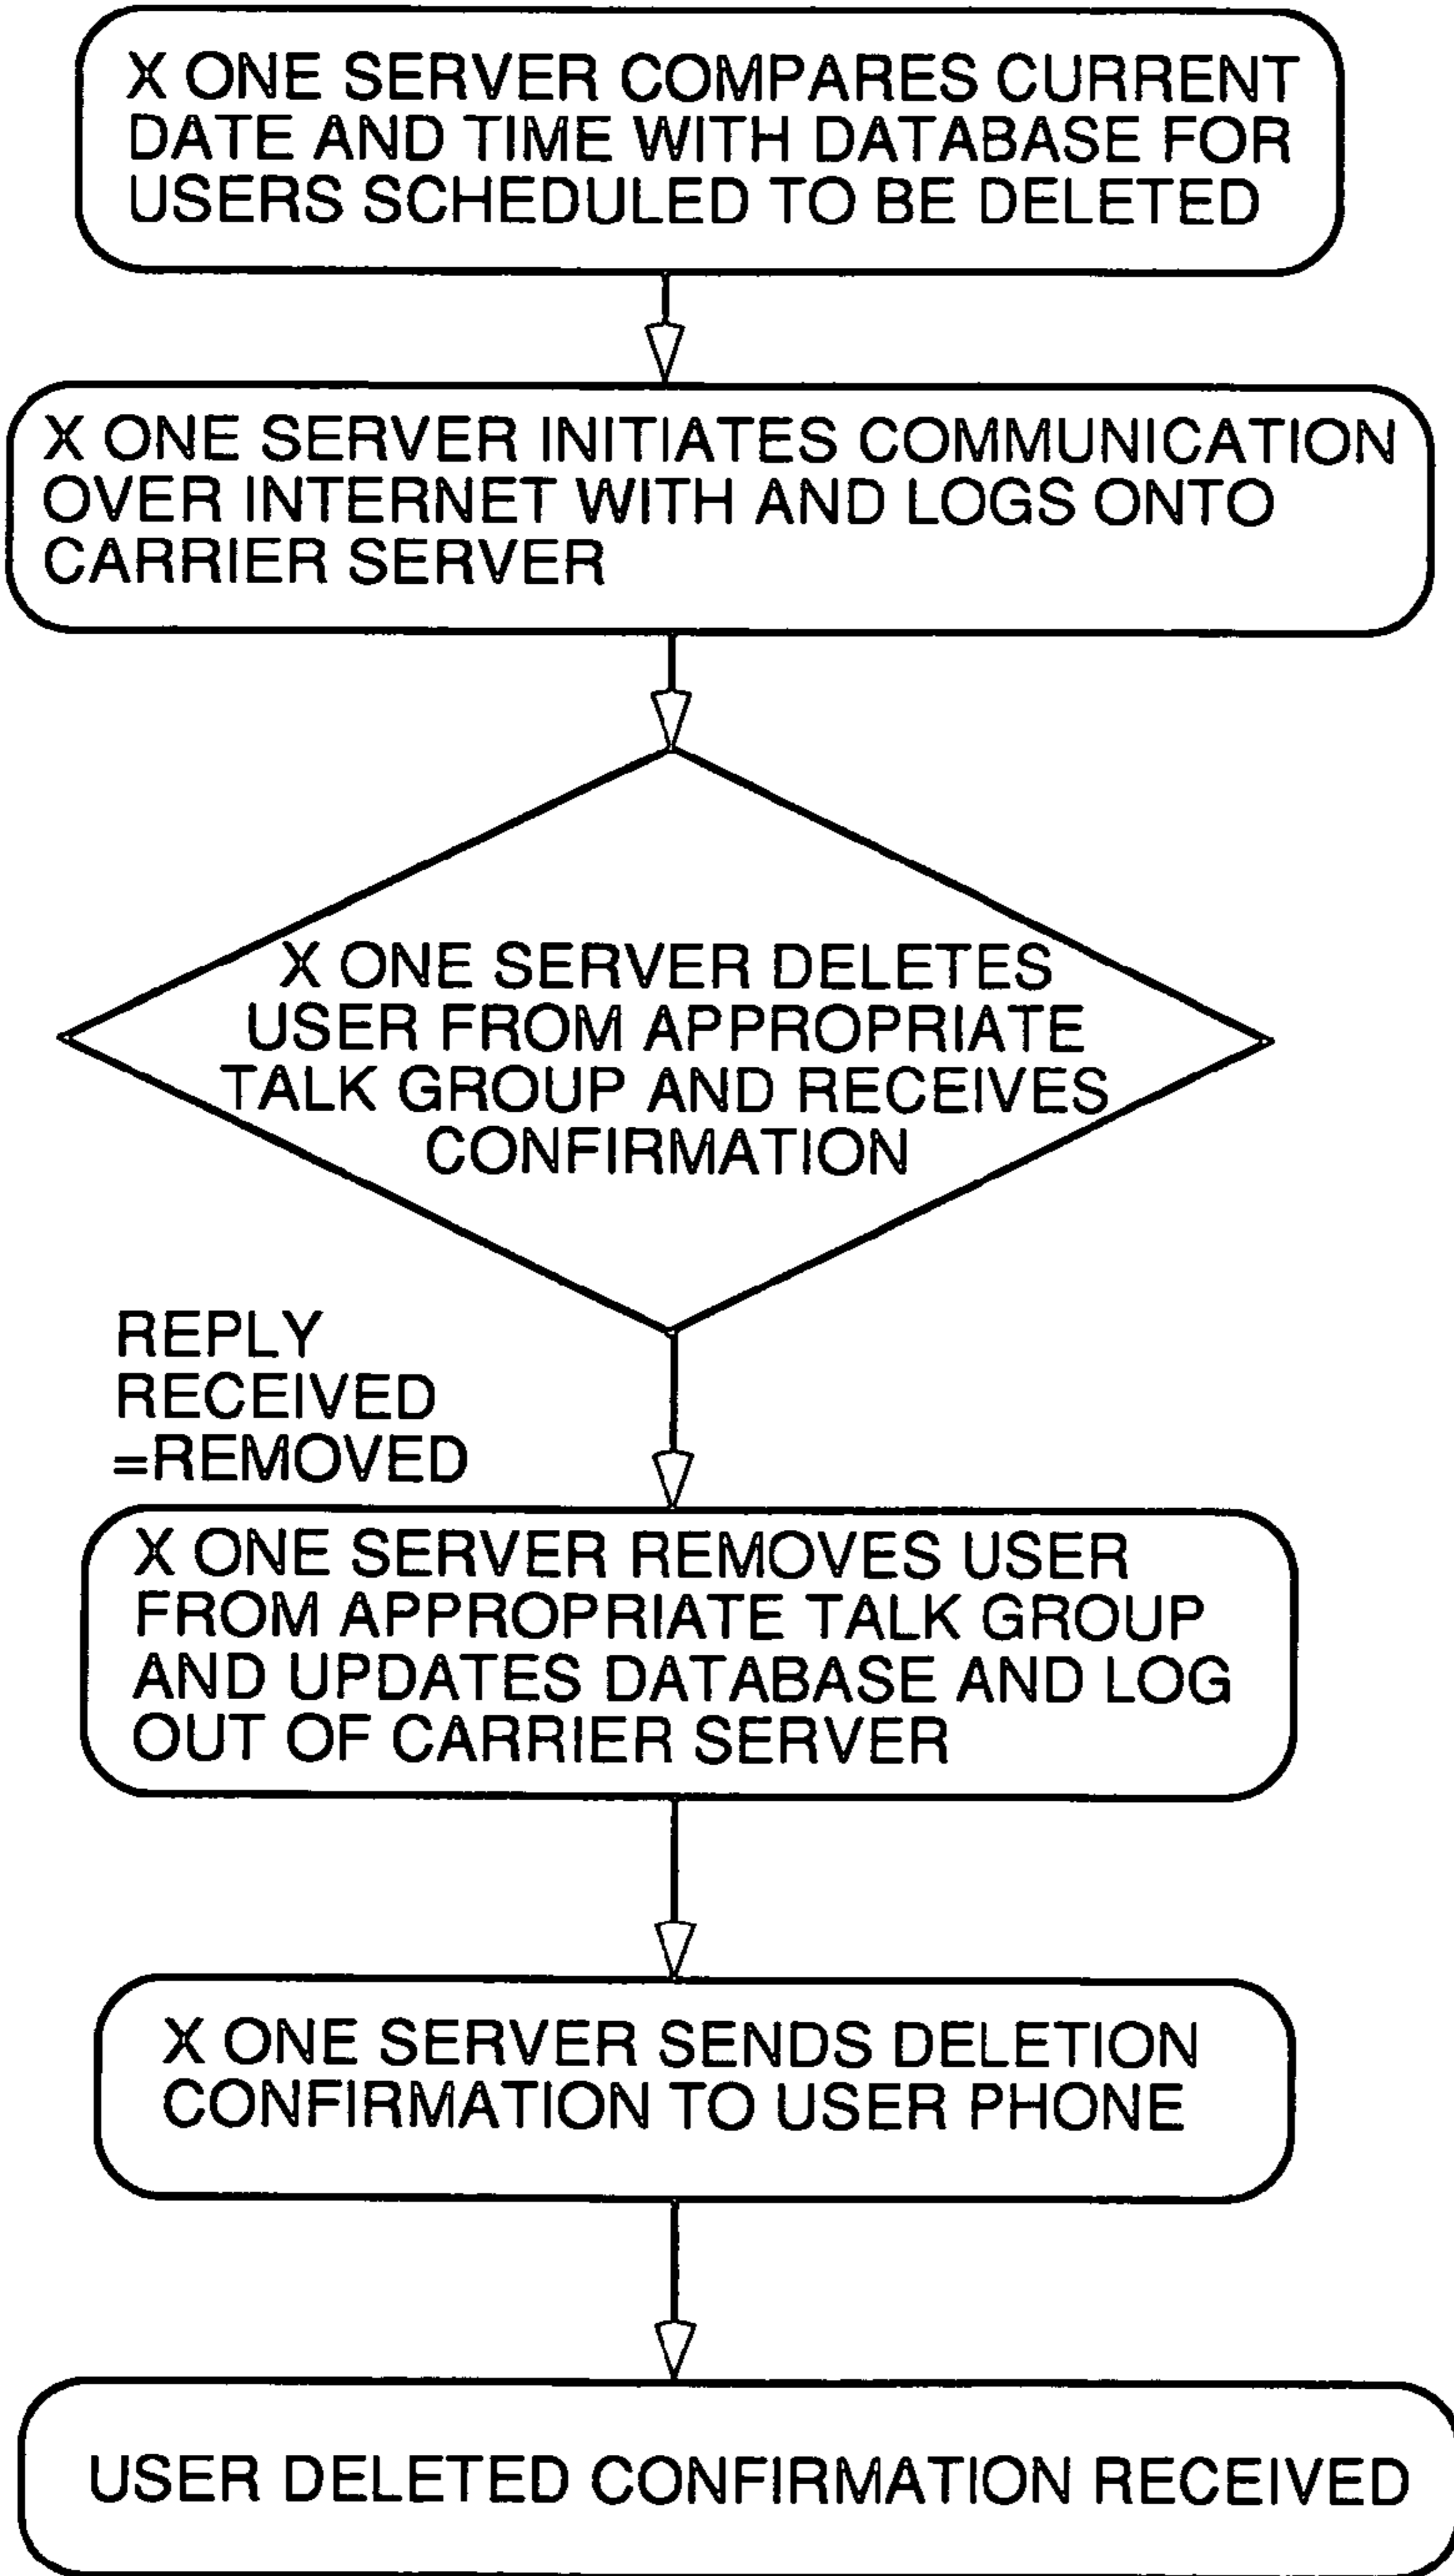 X ONE SERVER COMPARES CURRENT
DATE AND TIME WITH DATABASE FOR
USERS SCHEDULED TO BE DELETED
X ONE SERVER INITIATES COMMUNICATION
OVER INTERNET WITH AND LOGS ONTO
CARRIER SERVER
X ONE SERVER DELETES
USER FROM APPROPRIATE
TALK GROUP AND RECEIVES
CONFIRMATION
REPLY
RECEIVED
=REMOVED
X ONE SERVER REMOVES USER
FROM APPROPRIATE TALK GROUP
AND UPDATES DATABASE AND LOG
OUT OF CARRIER SERVER
X ONE SERVER SENDS DELETION
CONFIRMATION TO USER PHONE
USER DELETED CONFIRMATION RECEIVED